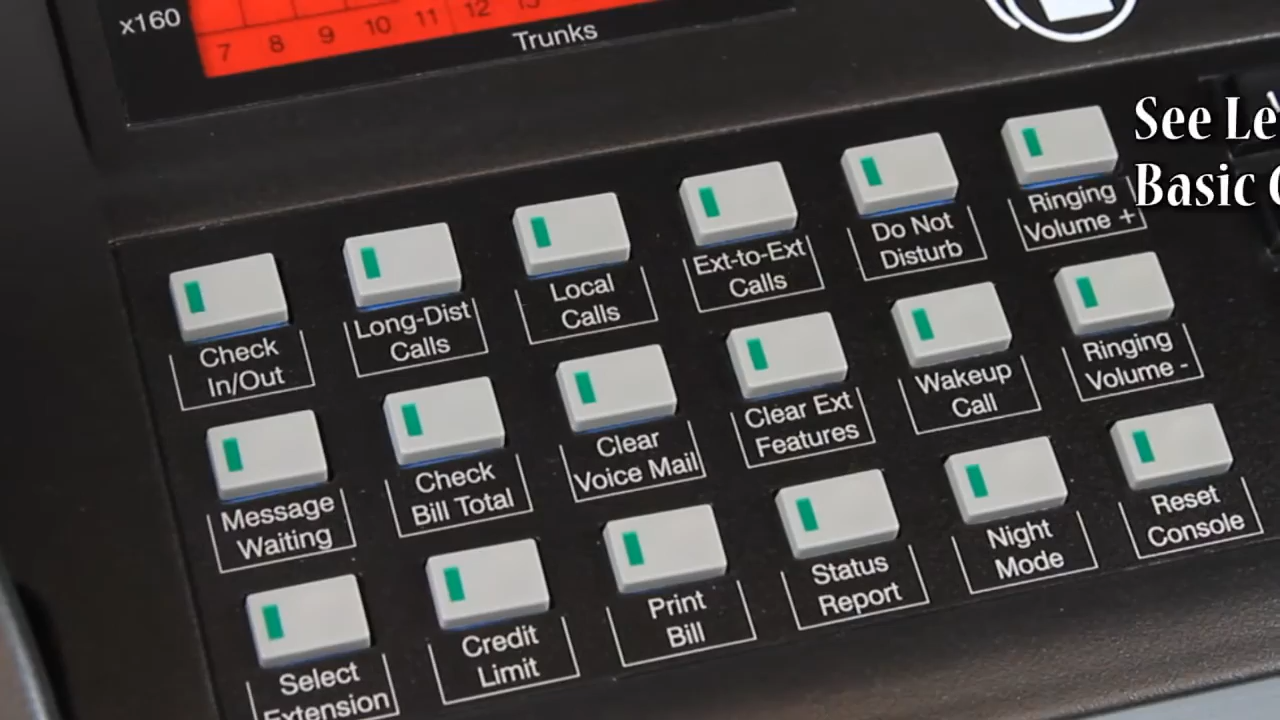 x160
7 8 9 10 11 12 13
Trunks
See Le
Basic
Check
In/Out
Long-Dist
Calls
Local
Calls
Ext-to-Ext
Calls
Do Not
Disturb
Ringing
Volume +
Message
Waiting
Check
Bill Total
Clear
Voice Mail
Clear Ext
Features
Wakeup
Call
Ringing
Volume -
Select
Extension
Credit
Limit
Print
Bill
Status
Report
Night
Mode
Reset
Console